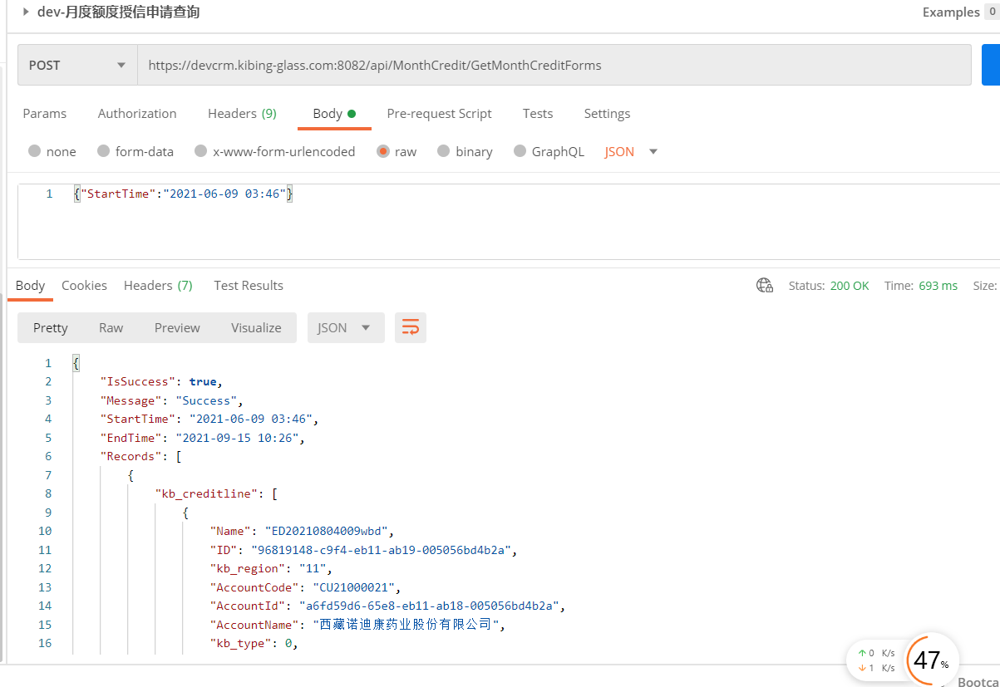 dev-月度额度授信申请查询 Examples 0
POST https://devcrm.kibing-glass.com:8082/api/MonthCredit/GetMonthCreditForms
Params Authorization Headers (9) Body Pre-request Script Tests Settings
none form-data x-www-form-urlencoded raw binary GraphQL JSON
1 {"StartTime":"2021-06-09 03:46"}
Body Cookies Headers (7) Test Results Status: 200 OK Time: 693 ms Size:
Pretty Raw Preview Visualize JSON
1 {
2 "IsSuccess": true,
3 "Message": "Success",
4 "StartTime": "2021-06-09 03:46",
5 "EndTime": "2021-09-15 10:26",
6 "Records": [
7 {
8 "kb_creditline": [
9 {
10 "Name": "ED20210804009wbd",
11 "ID": "96819148-c9f4-eb11-ab19-005056bd4b2a",
12 "kb_region": "11",
13 "AccountCode": "CU21000021",
14 "AccountId": "a6fd59d6-65e8-eb11-ab18-005056bd4b2a",
15 "AccountName": "西藏诺迪康药业股份有限公司",
16 "kb_type": 0,
↑ 0 K/s
↓ 1 K/s
47%
Bootca